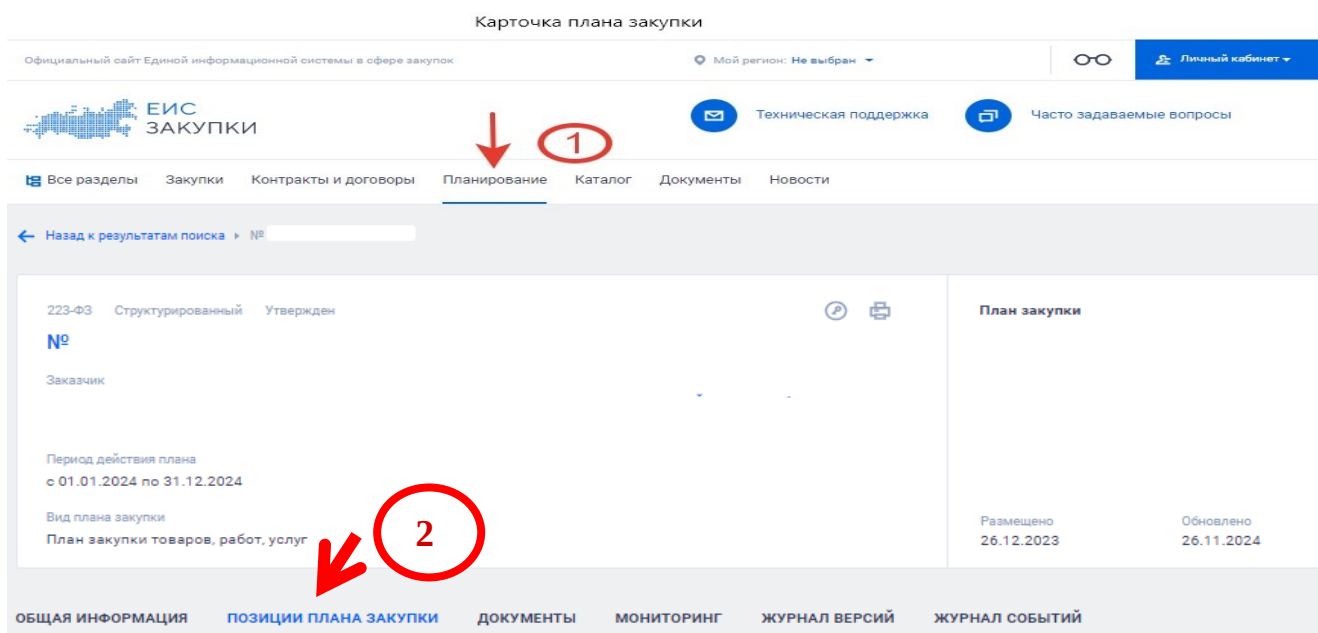 Карточка плана закупки
Официальный сайт Единой информационной системы в сфере закупок
Мой регион: Не выбран
Личный кабинет
ЕИС
ЗАКУПКИ
Техническая поддержка
Часто задаваемые вопросы
1
Все разделы Закупки Контракты и договоры Планирование Каталог Документы Новости
Назад к результатам поиска №
223-ФЗ Структурированный Утвержден
План закупки
№
Заказчик
Период действия плана
с 01.01.2024 по 31.12.2024
Вид плана закупки
План закупки товаров, работ, услуг
2
Размещено Обновлено
26.12.2023 26.11.2024
ОБЩАЯ ИНФОРМАЦИЯ ПОЗИЦИИ ПЛАНА ЗАКУПКИ ДОКУМЕНТЫ МОНИТОРИНГ ЖУРНАЛ ВЕРСИЙ ЖУРНАЛ СОБЫТИЙ